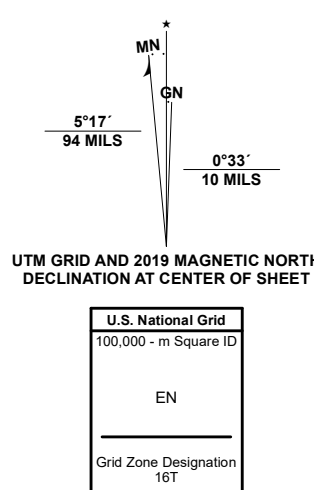 MN
GN
5°17´
94 MILS
0°33´
10 MILS
UTM GRID AND 2019 MAGNETIC NORTH
DECLINATION AT CENTER OF SHEET
U.S. National Grid
100,000 - m Square ID
EN
Grid Zone Designation
16T